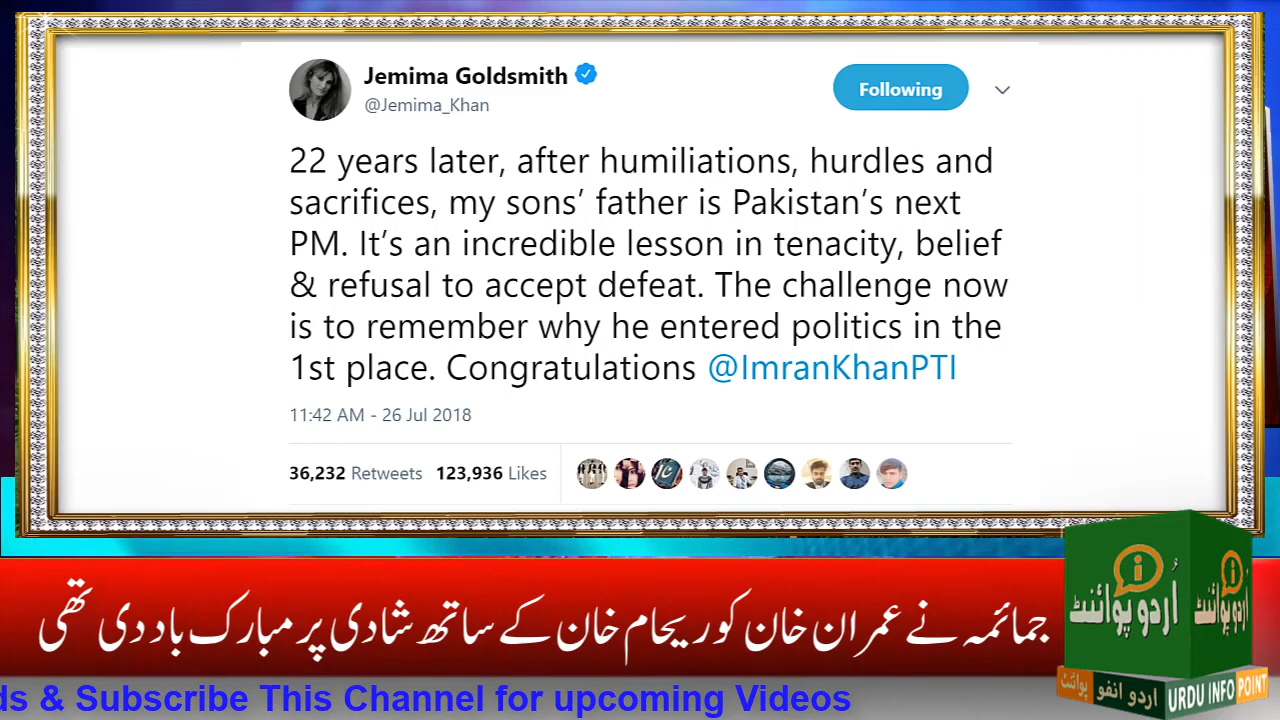 Jemima Goldsmith
@Jemima_Khan
Following
22 years later, after humiliations, hurdles and
sacrifices, my sons’ father is Pakistan’s next
PM. It’s an incredible lesson in tenacity, belief
& refusal to accept defeat. The challenge now
is to remember why he entered politics in the
1st place. Congratulations @ImranKhanPTI
11:42 AM - 26 Jul 2018
36,232 Retweets 123,936 Likes
جمائمہ نے عمران خان کو ریحام خان کے ساتھ شادی پر مبارک باد دی تھی
اُردو پوائنٹ
اُردو پوائنٹ
اردو انفو پوائنٹ
URDU INFO POINT
ds & Subscribe This Channel for upcoming Videos